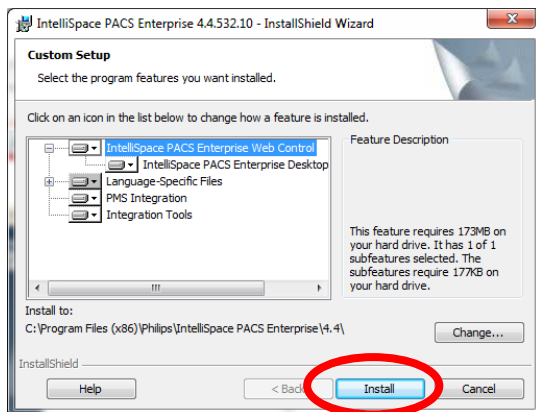 IntelliSpace PACS Enterprise 4.4.532.10 - InstallShield Wizard
Custom Setup
Select the program features you want installed.
Click on an icon in the list below to change how a feature is installed.
IntelliSpace PACS Enterprise Web Control
IntelliSpace PACS Enterprise Desktop
Language-Specific Files
PMS Integration
Integration Tools
Feature Description
This feature requires 173MB on
your hard drive. It has 1 of 1
subfeatures selected. The
subfeatures require 177KB on
your hard drive.
Install to:
C:\Program Files (x86)\Philips\IntelliSpace PACS Enterprise\4.4\
Change...
InstallShield
Help
< Back
Install
Cancel